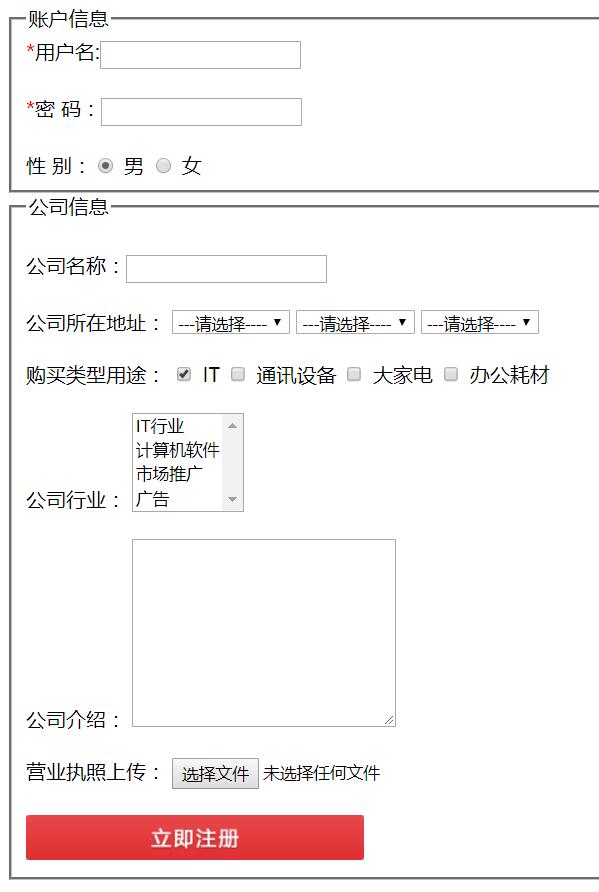 账户信息
*用户名:
*密 码：
性 别： 男 女
公司信息
公司名称：
公司所在地址： ---请选择---- ---请选择---- ---请选择----
购买类型用途： IT 通讯设备 大家电 办公耗材
IT行业
计算机软件
市场推广
公司行业： 广告
公司介绍：
营业执照上传： 选择文件 未选择任何文件
立即注册